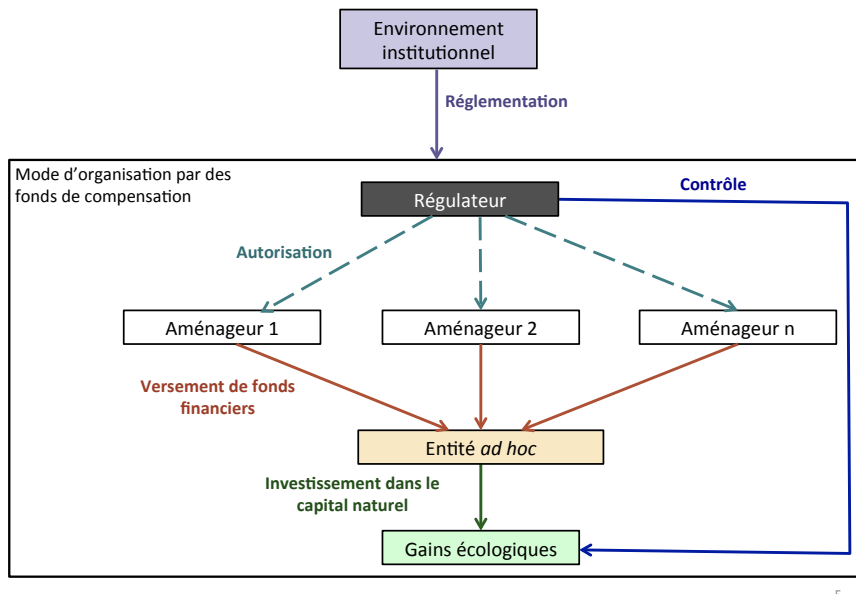 Environnement
institutionnel
Réglementation
Mode d'organisation par des
fonds de compensation
Contrôle
Régulateur
Autorisation
Aménageur 1
Aménageur 2
Aménageur n
Versement de fonds
financiers
Entité ad hoc
Investissement dans le
capital naturel
Gains écologiques